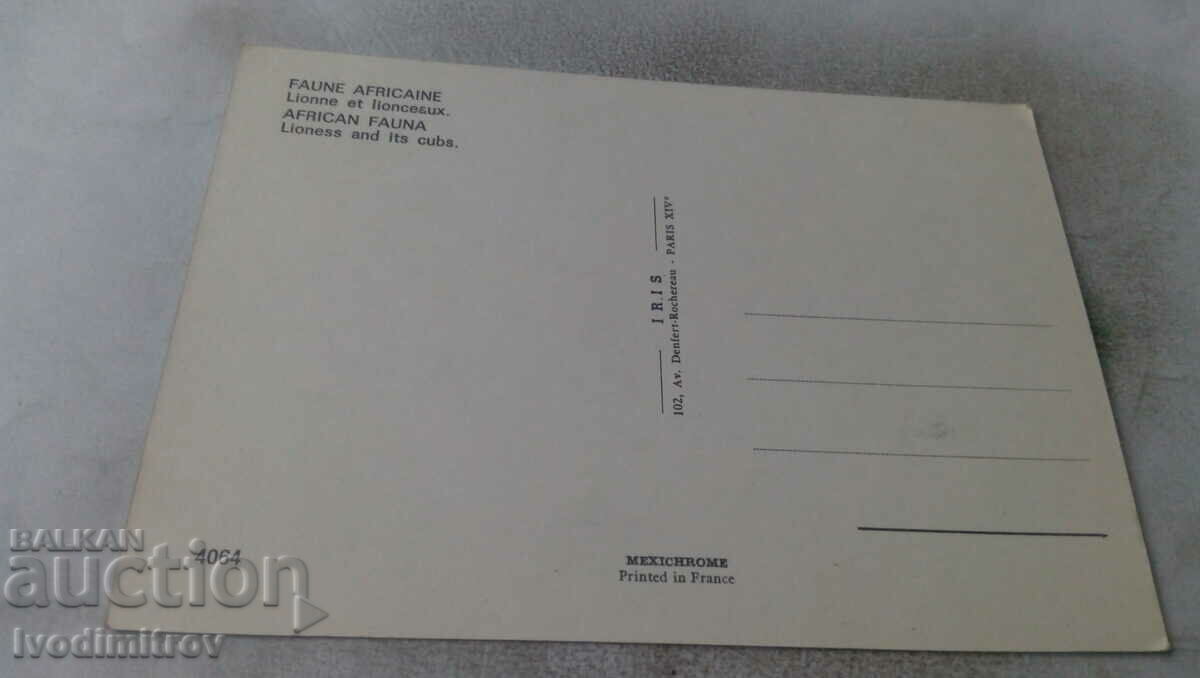 FAUNE AFRICAINE
Lionne et lionceaux.
AFRICAN FAUNA
Lioness and its cubs.
IRIS
102, Av. Denfert-Rochereau - PARIS XIVᵉ
4064
MEXICHROME
Printed in France
BALKAN
auction
Ivodimitrov